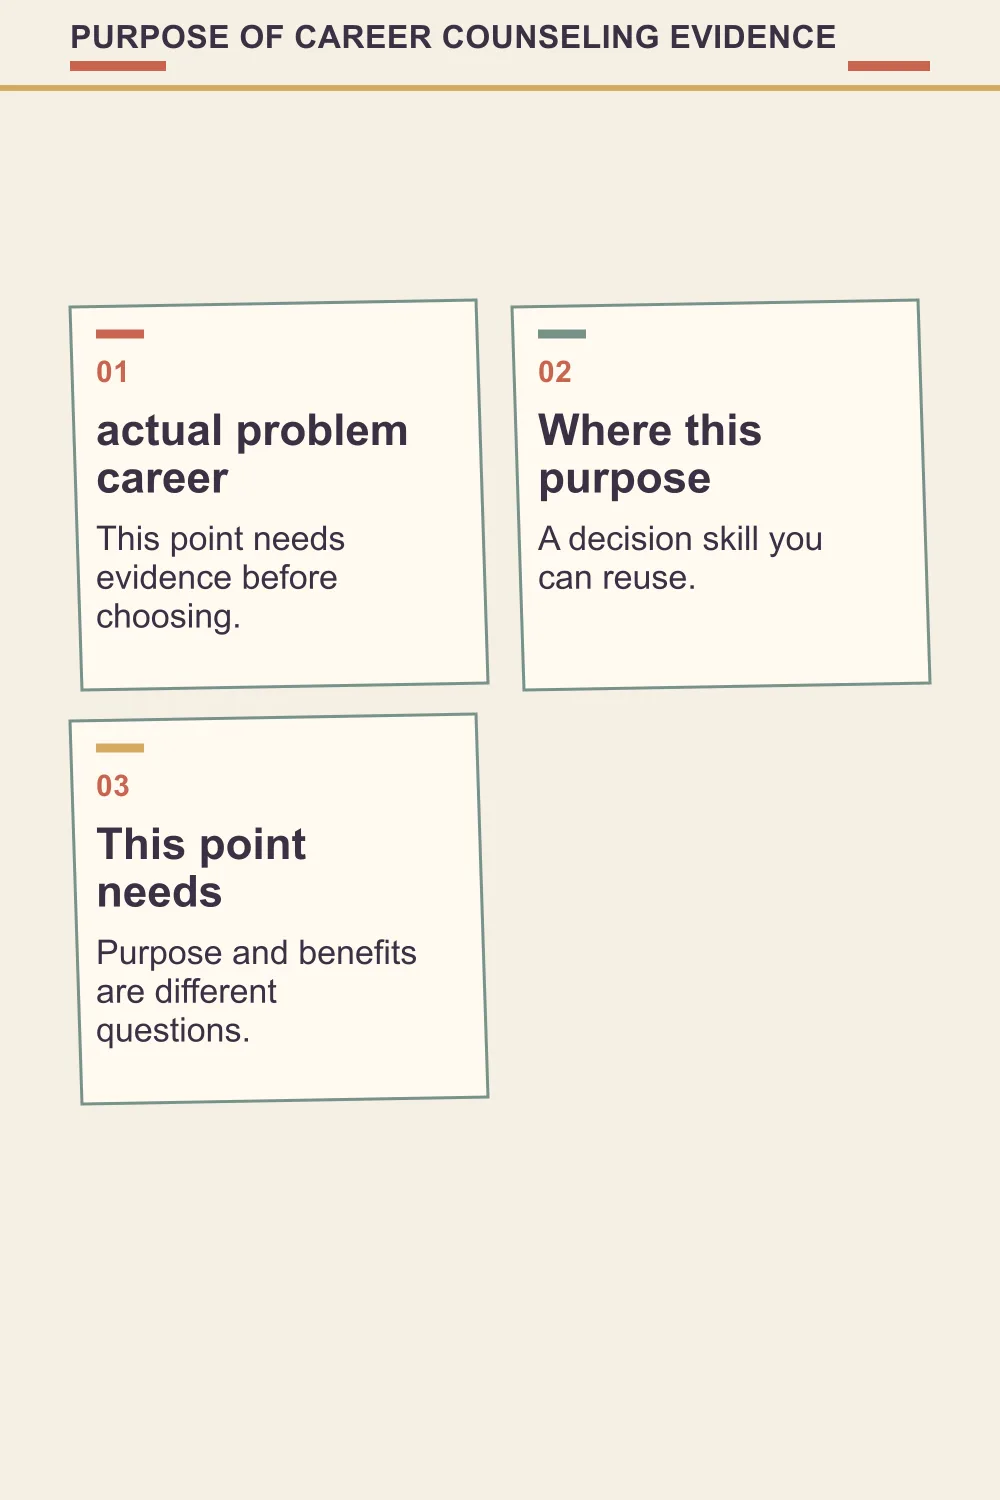 PURPOSE OF CAREER COUNSELING EVIDENCE
01
actual problem
career
This point needs
evidence before
choosing.
02
Where this
purpose
A decision skill you
can reuse.
03
This point
needs
Purpose and benefits
are different
questions.